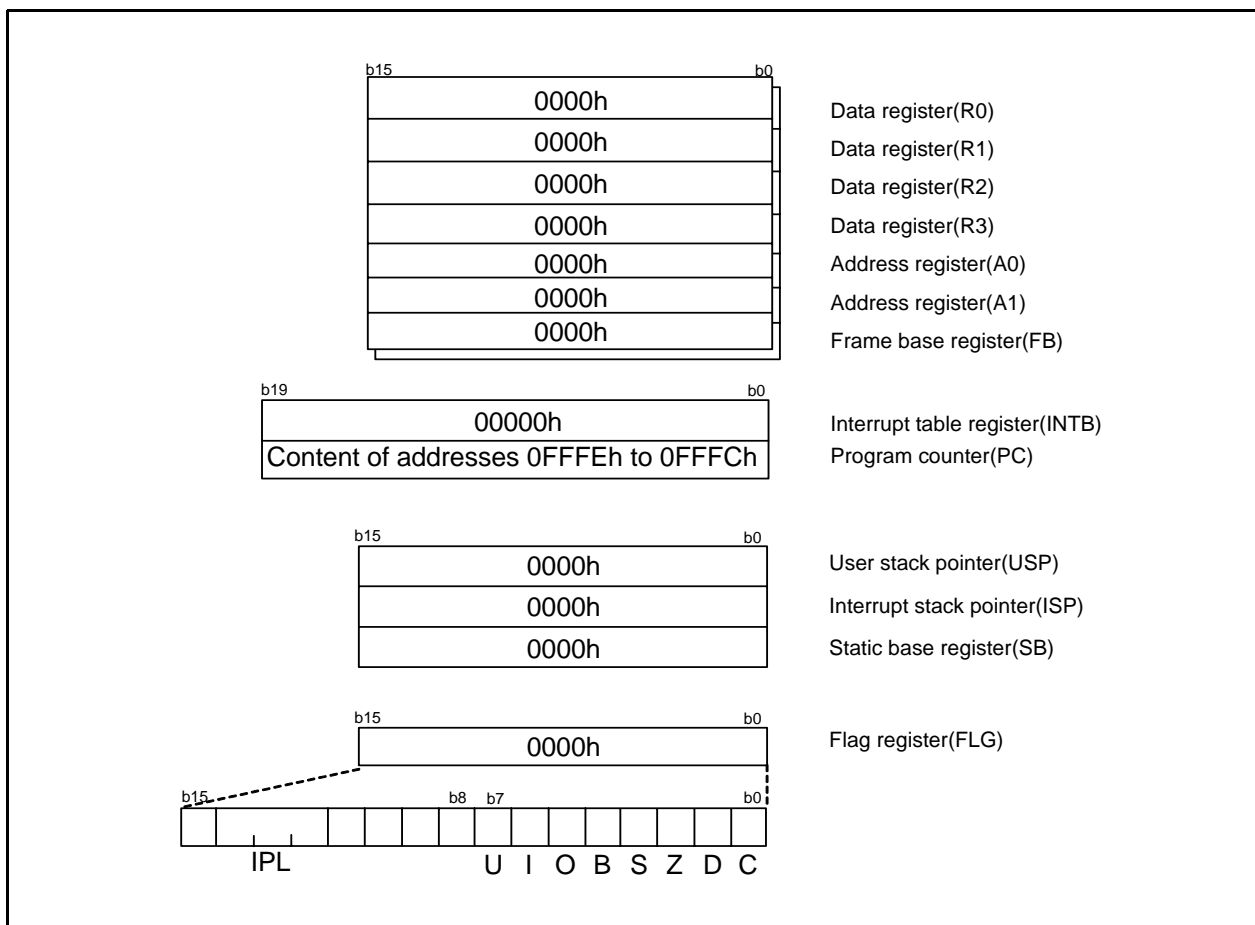 b15 b0
0000h Data register(R0)
0000h Data register(R1)
0000h Data register(R2)
0000h Data register(R3)
0000h Address register(A0)
0000h Address register(A1)
0000h Frame base register(FB)
b19 b0
00000h Interrupt table register(INTB)
Content of addresses 0FFFEh to 0FFFCh Program counter(PC)
b15 b0
0000h User stack pointer(USP)
0000h Interrupt stack pointer(ISP)
0000h Static base register(SB)
b15 b0
0000h Flag register(FLG)
b15 b8 b7 b0
IPL U I O B S Z D C